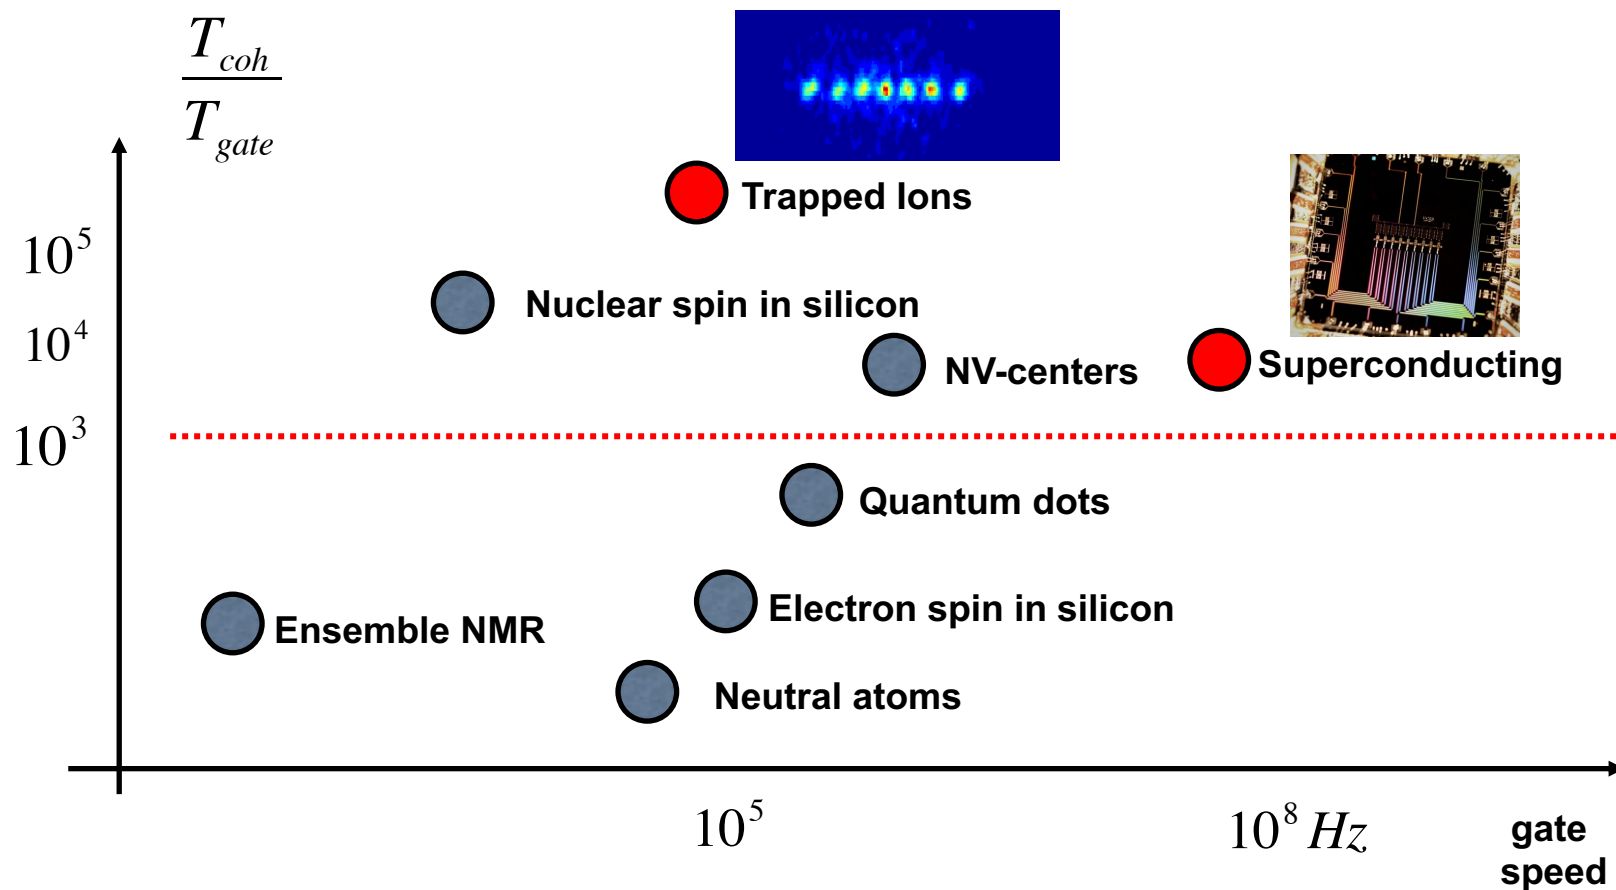 T_coh
T_gate
Trapped Ions
10^5
Nuclear spin in silicon
10^4
NV-centers
Superconducting
10^3
Quantum dots
Electron spin in silicon
Ensemble NMR
Neutral atoms
10^5
10^8 Hz
gate
speed